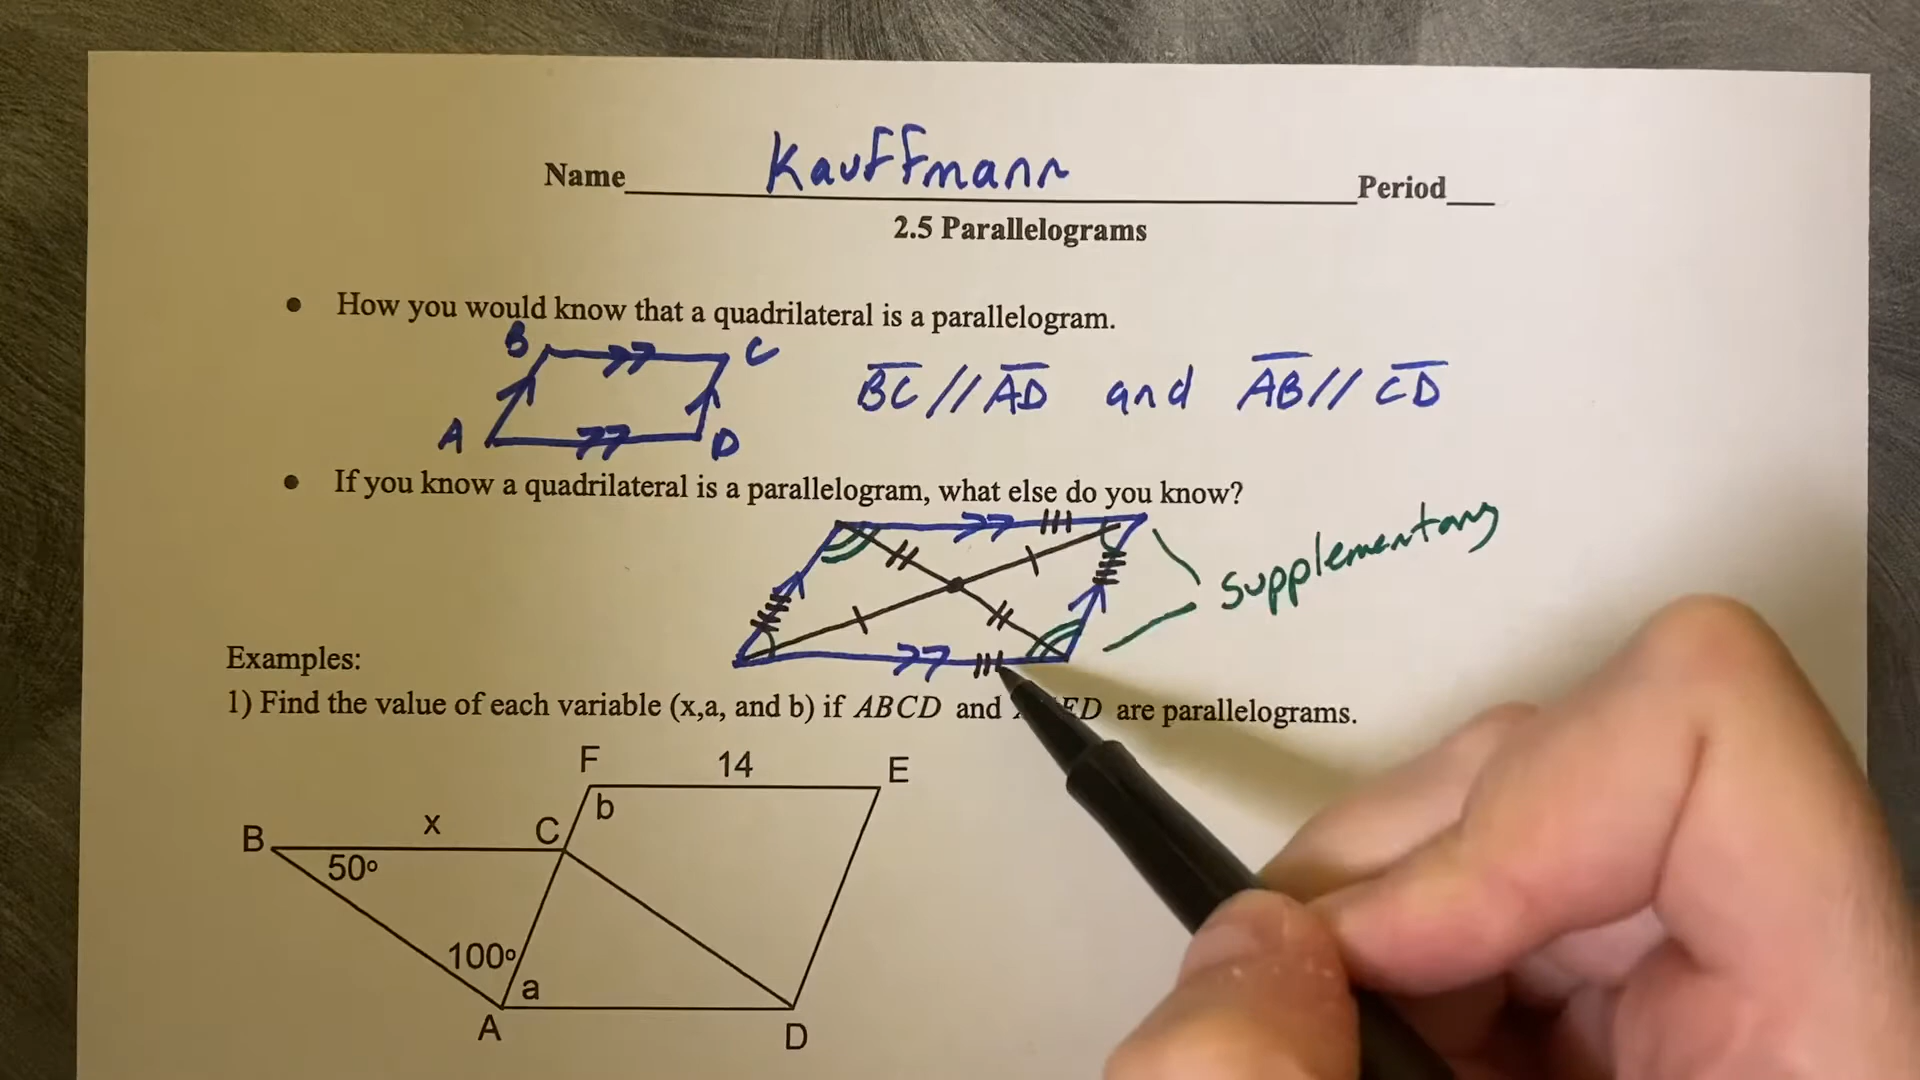 Name Kauffmann Period
2.5 Parallelograms
• How you would know that a quadrilateral is a parallelogram.
B C
A D
BC // AD and AB // CD
• If you know a quadrilateral is a parallelogram, what else do you know?
Supplementary
Examples:
1) Find the value of each variable (x,a, and b) if ABCD and ED are parallelograms.
F 14 E
b
B x C
50°
100°
a
A D